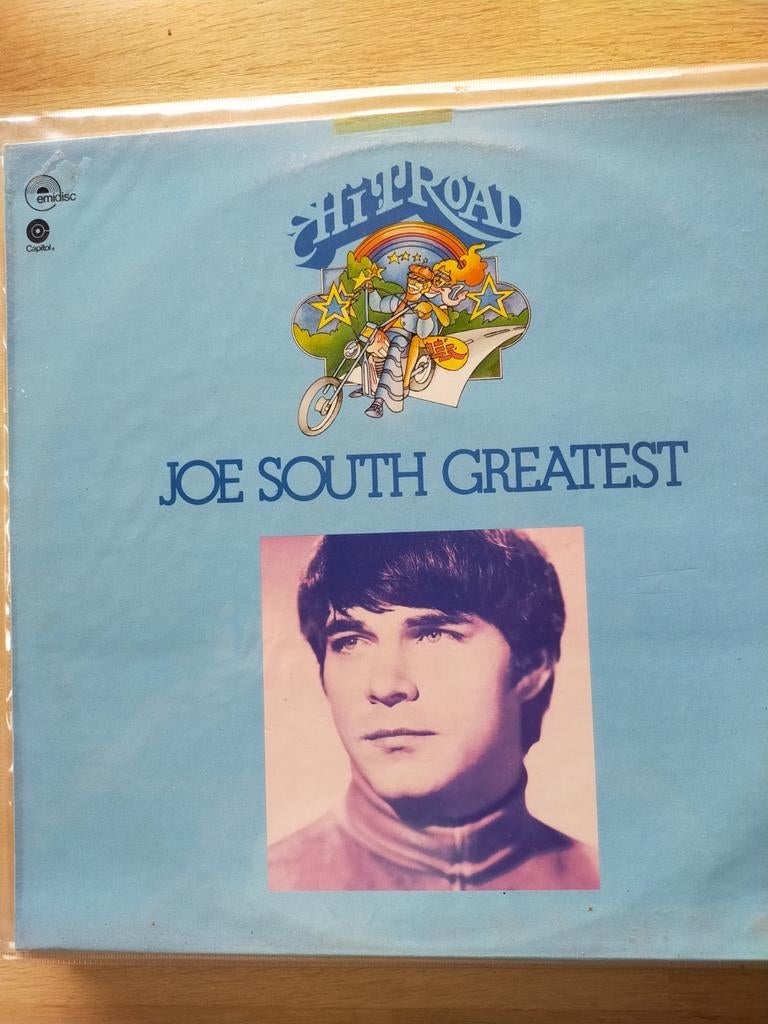 emidisc
Capitol®
HiT ROAD
JOE SOUTH GREATEST